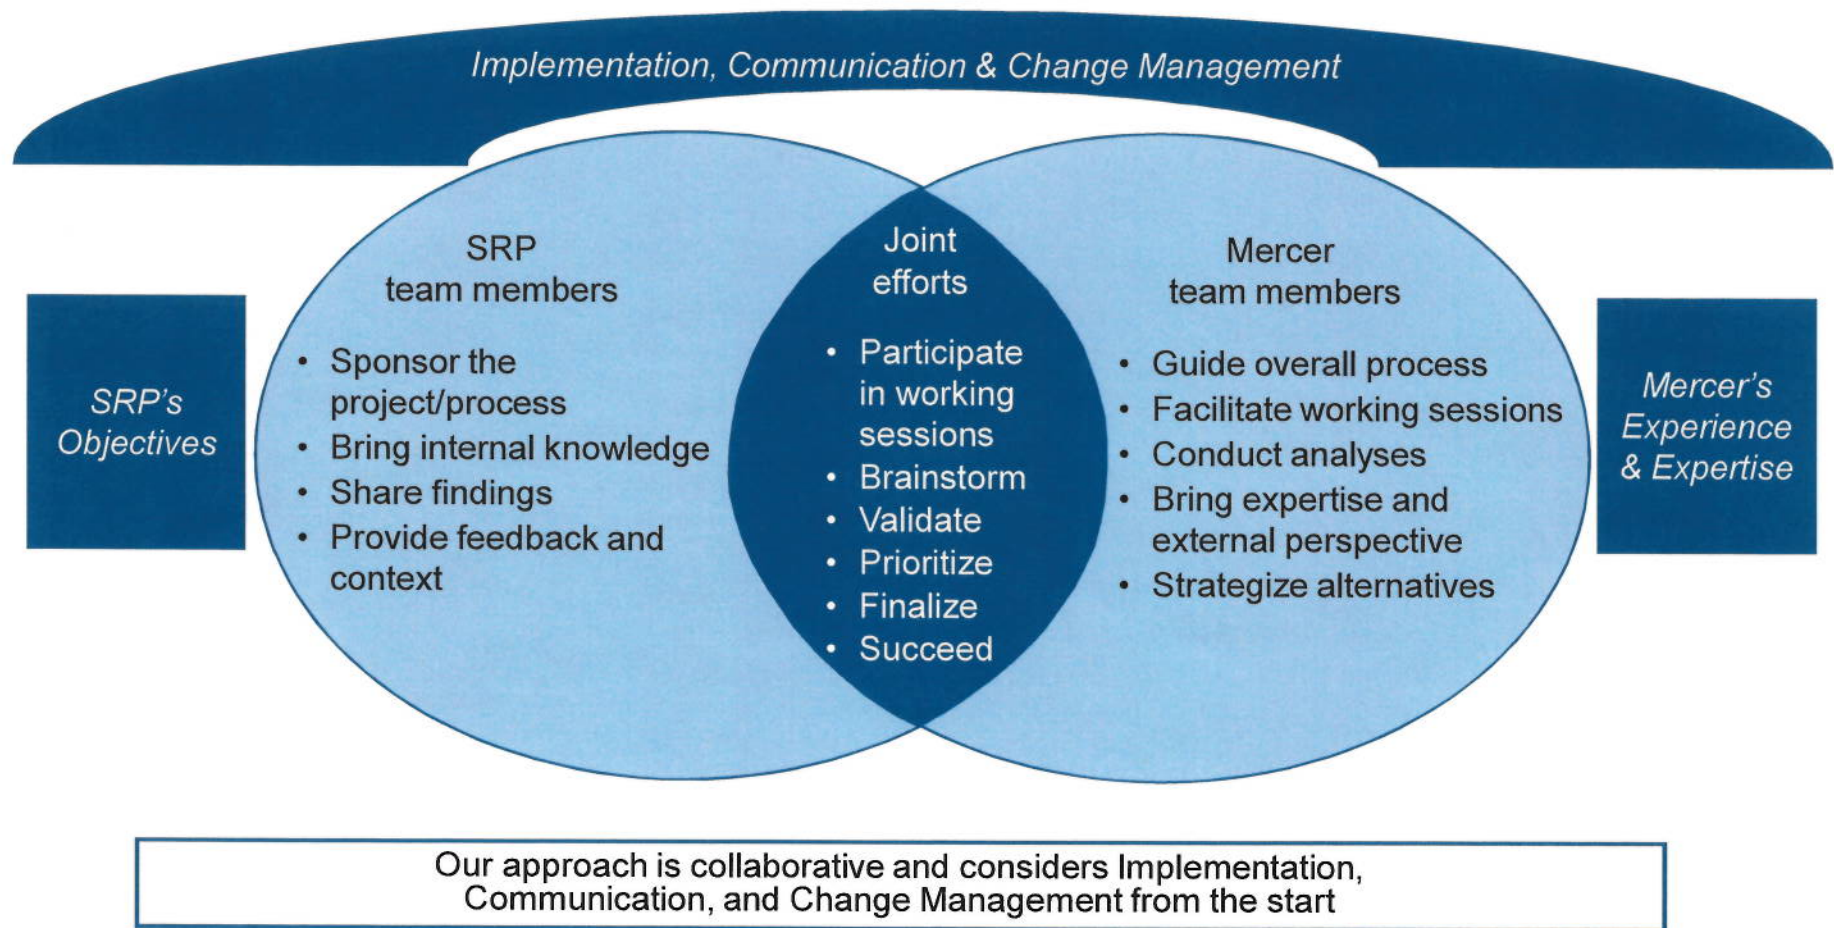 Implementation, Communication & Change Management
SRP's
Objectives
SRP
team members
• Sponsor the
project/process
• Bring internal knowledge
• Share findings
• Provide feedback and
context
Joint
efforts
• Participate
in working
sessions
• Brainstorm
• Validate
• Prioritize
• Finalize
• Succeed
Mercer
team members
• Guide overall process
• Facilitate working sessions
• Conduct analyses
• Bring expertise and
external perspective
• Strategize alternatives
Mercer's
Experience
& Expertise
Our approach is collaborative and considers Implementation,
Communication, and Change Management from the start